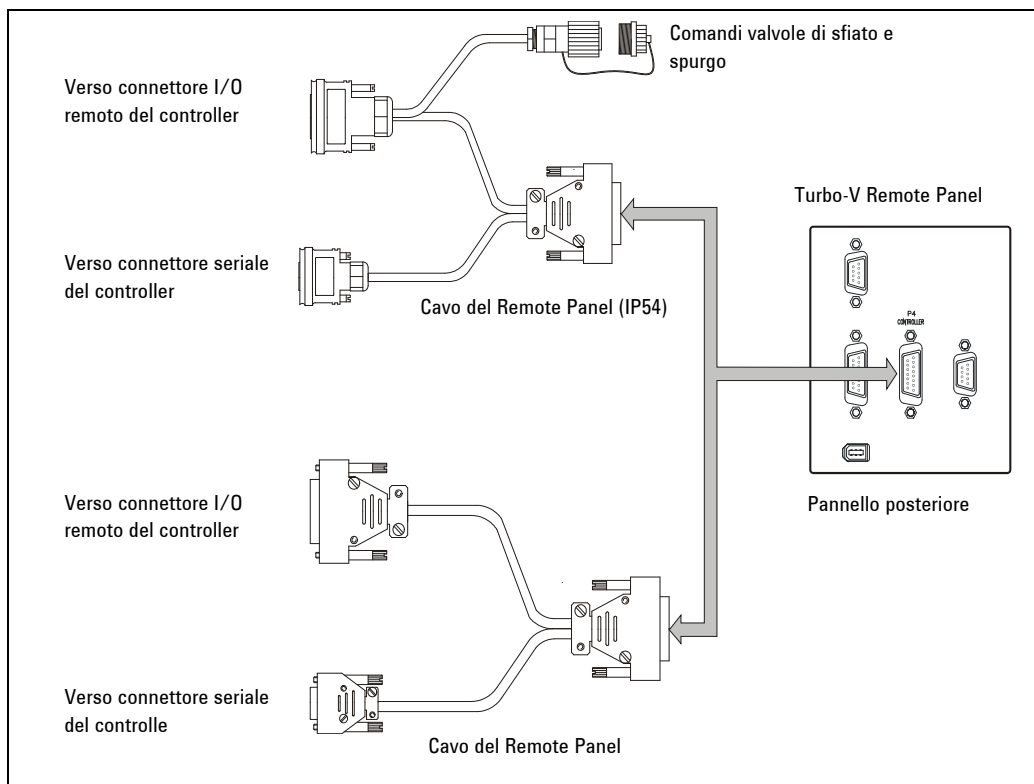 Comandi valvole di sfiato e
spurgo
Verso connettore I/O
remoto del controller
Turbo-V Remote Panel
Verso connettore seriale
del controller
Cavo del Remote Panel (IP54)
P4
CONTROLLER
Verso connettore I/O
remoto del controller
Pannello posteriore
Verso connettore seriale
del controlle
Cavo del Remote Panel